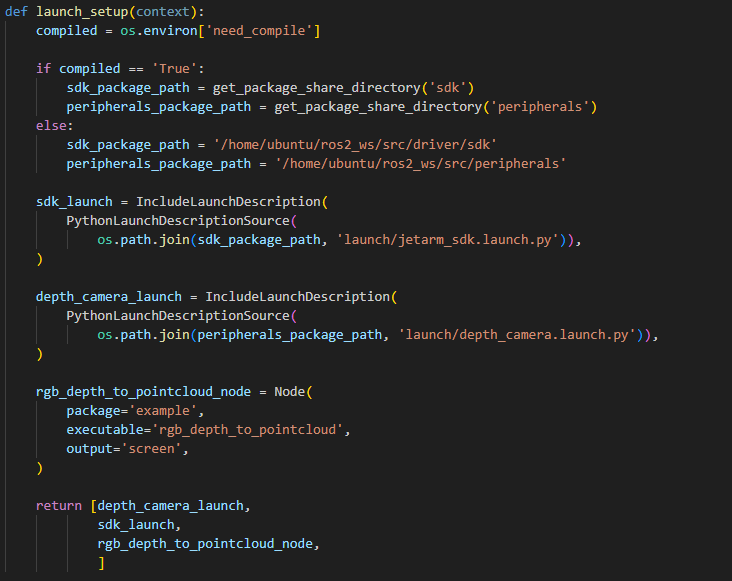 def launch_setup(context):
    compiled = os.environ['need_compile']

    if compiled == 'True':
        sdk_package_path = get_package_share_directory('sdk')
        peripherals_package_path = get_package_share_directory('peripherals')
    else:
        sdk_package_path = '/home/ubuntu/ros2_ws/src/driver/sdk'
        peripherals_package_path = '/home/ubuntu/ros2_ws/src/peripherals'

    sdk_launch = IncludeLaunchDescription(
        PythonLaunchDescriptionSource(
            os.path.join(sdk_package_path, 'launch/jetarm_sdk.launch.py')),
    )

    depth_camera_launch = IncludeLaunchDescription(
        PythonLaunchDescriptionSource(
            os.path.join(peripherals_package_path, 'launch/depth_camera.launch.py')),
    )

    rgb_depth_to_pointcloud_node = Node(
        package='example',
        executable='rgb_depth_to_pointcloud',
        output='screen',
    )

    return [depth_camera_launch,
            sdk_launch,
            rgb_depth_to_pointcloud_node,
            ]